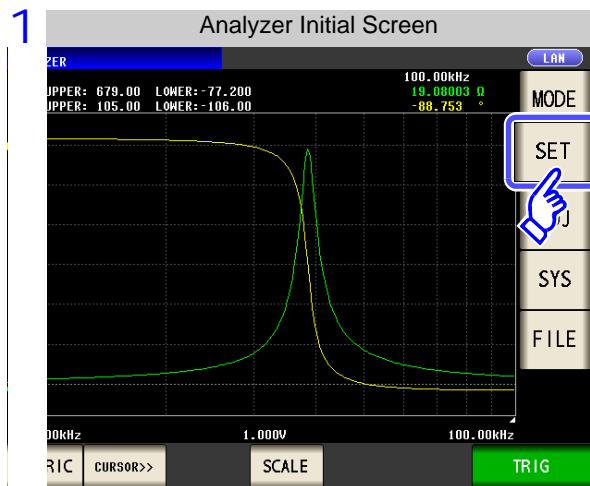 1
Analyzer Initial Screen
ZER
LAN
100.00kHz
UPPER: 679.00 LOWER:-77.200 19.08003 Ω
UPPER: 105.00 LOWER:-106.00 -88.753 °
MODE
SET
SYS
FILE
00kHz 1.000V 100.00kHz
RIC CURSOR>> SCALE TRIG